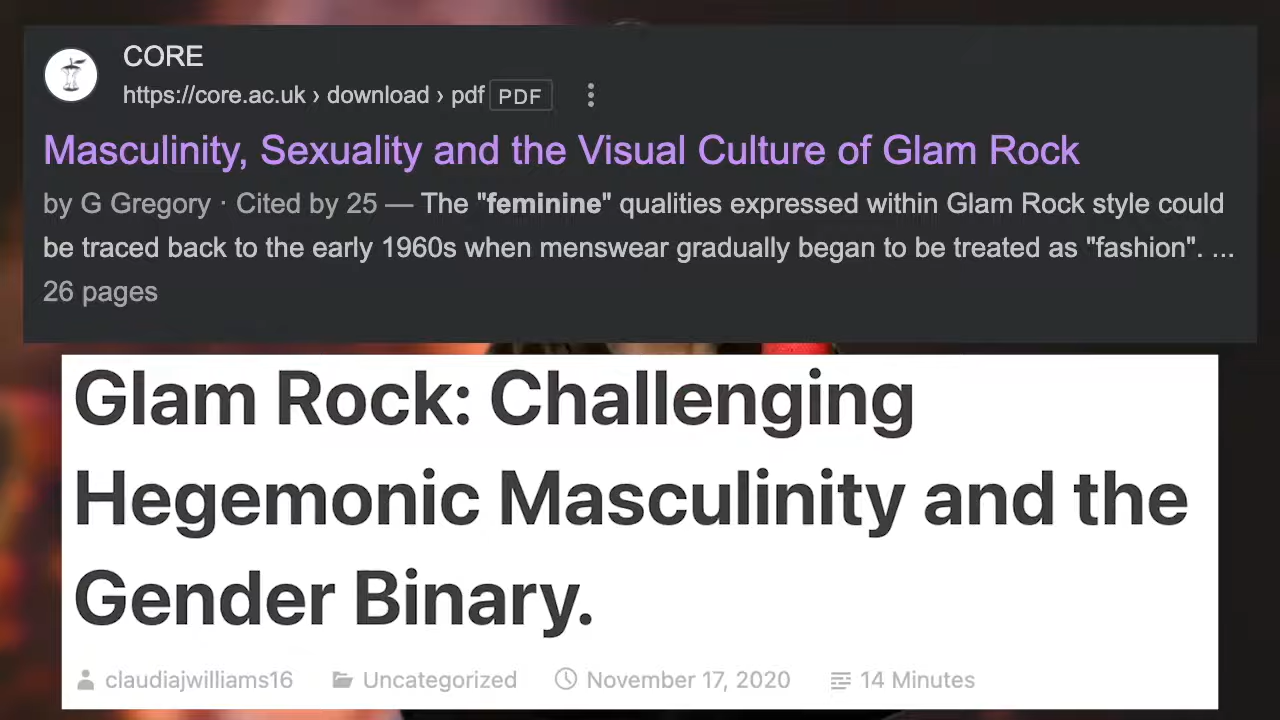 CORE
https://core.ac.uk › download › pdf PDF
Masculinity, Sexuality and the Visual Culture of Glam Rock
by G Gregory · Cited by 25 — The "feminine" qualities expressed within Glam Rock style could
be traced back to the early 1960s when menswear gradually began to be treated as "fashion". ...
26 pages
Glam Rock: Challenging
Hegemonic Masculinity and the
Gender Binary.
claudiajwilliams16 Uncategorized November 17, 2020 14 Minutes